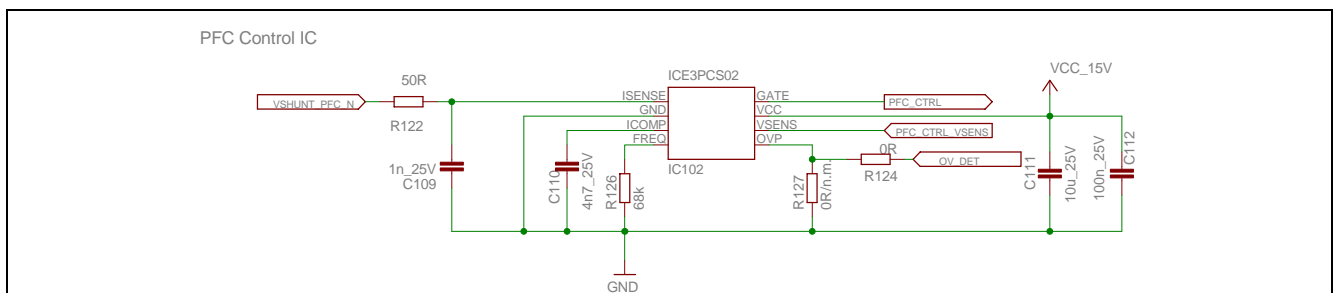 PFC Control IC
VCC_15V
50R
ICE3PCS02
VSHUNT_PFC_N
ISENSE
GATE
PFC_CTRL
GND
VCC
R122
ICOMP
VSENS
PFC_CTRL_VSENS
FREQ
OVP
0R
OV_DET
R124
IC102
1n_25V
C109
C110
4n7_25V
R126
68k
R127
0R/n.m.
C111
10u_25V
100n_25V
C112
GND